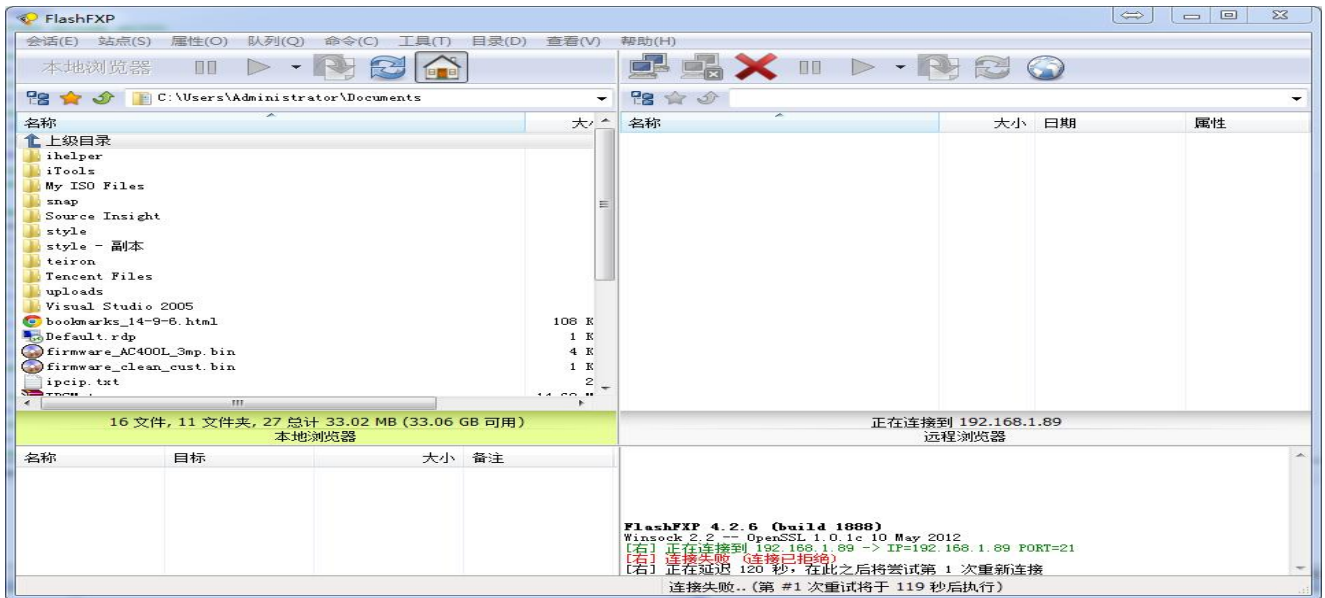 FlashFXP
会话(E) 站点(S) 属性(O) 队列(Q) 命令(C) 工具(T) 目录(D) 查看(V) 帮助(H)
本地浏览器
C:\Users\Administrator\Documents
名称 大小
上级目录
ihelper
iTools
My ISO Files
snap
Source Insight
style
style - 副本
teiron
Tencent Files
uploads
Visual Studio 2005
bookmarks_14-9-6.html 108 K
Default.rdp 1 K
firmware_AC400L_3mp.bin 4 K
firmware_clean_cust.bin 1 K
ipcip.txt 2
16 文件, 11 文件夹, 27 总计 33.02 MB (33.06 GB 可用)
本地浏览器
名称 大小 日期 属性
正在连接到 192.168.1.89
远程浏览器
名称 目标 大小 备注
FlashFXP 4.2.6 (build 1888)
Winsock 2.2 -- OpenSSL 1.0.1c 10 May 2012
[右] 正在连接到 192.168.1.89 -> IP=192.168.1.89 PORT=21
[右] 连接失败 (连接已拒绝)
[右] 正在延迟 120 秒，在此之后将尝试第 1 次重新连接
连接失败.. (第 #1 次重试将于 119 秒后执行)